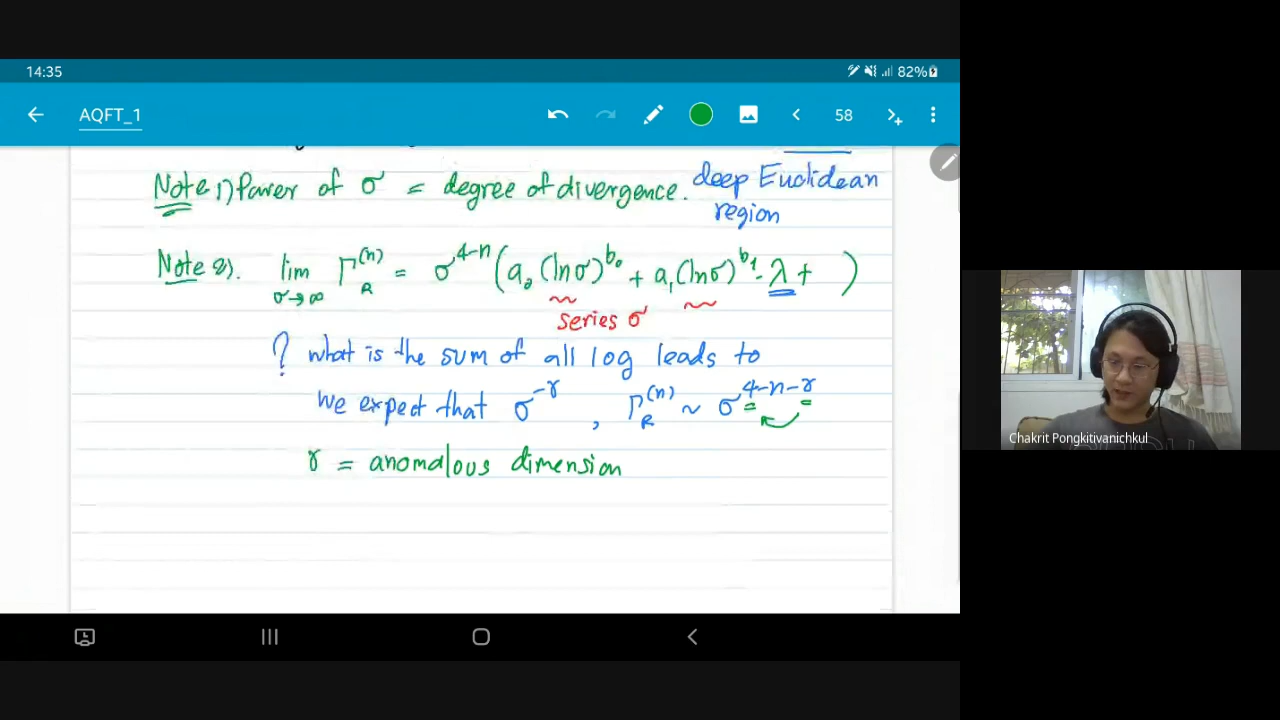 14:35
82%
AQFT_1
58
Note 1) Power of σ = degree of divergence. deep Euclidean
region
Note 2). lim σ→∞ Γ_R^(n) = σ^{4-n} (a_0 (lnσ)^{b_0} + a_1 (lnσ)^{b_1} · λ + )
series σ
? what is the sum of all log leads to
we expect that σ^{-γ} , Γ_R^(n) ~ σ^{4-n-γ}
γ = anomalous dimension
Chakrit Pongkitivanichkul